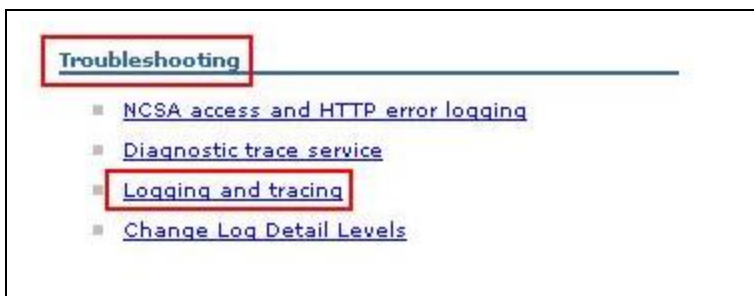 Troubleshooting
NCSA access and HTTP error logging
Diagnostic trace service
Logging and tracing
Change Log Detail Levels